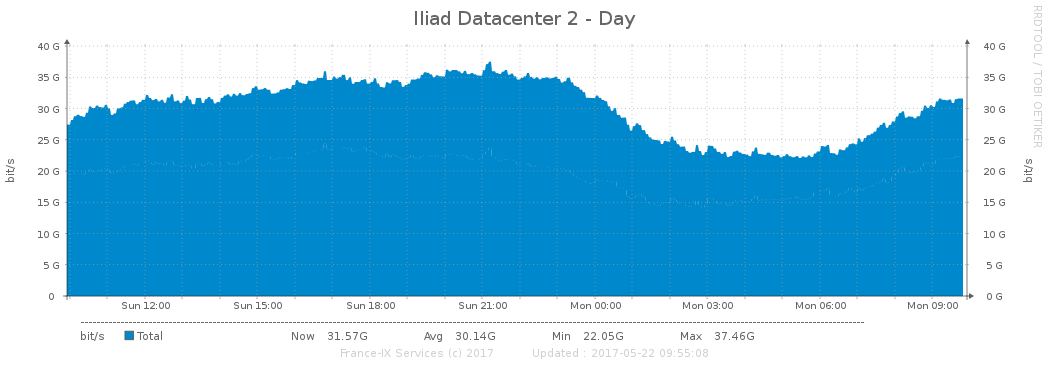 Iliad Datacenter 2 - Day
RRDTOOL / TOBI OETIKER
bit/s
40 G 40 G
35 G 35 G
30 G 30 G
25 G 25 G
20 G 20 G
15 G 15 G
10 G 10 G
5 G 5 G
0 0 G
bit/s
Sun 12:00 Sun 15:00 Sun 18:00 Sun 21:00 Mon 00:00 Mon 03:00 Mon 06:00 Mon 09:00
bit/s Total Now 31.57G Avg 30.14G Min 22.05G Max 37.46G
France-IX Services (c) 2017 Updated : 2017-05-22 09:55:08